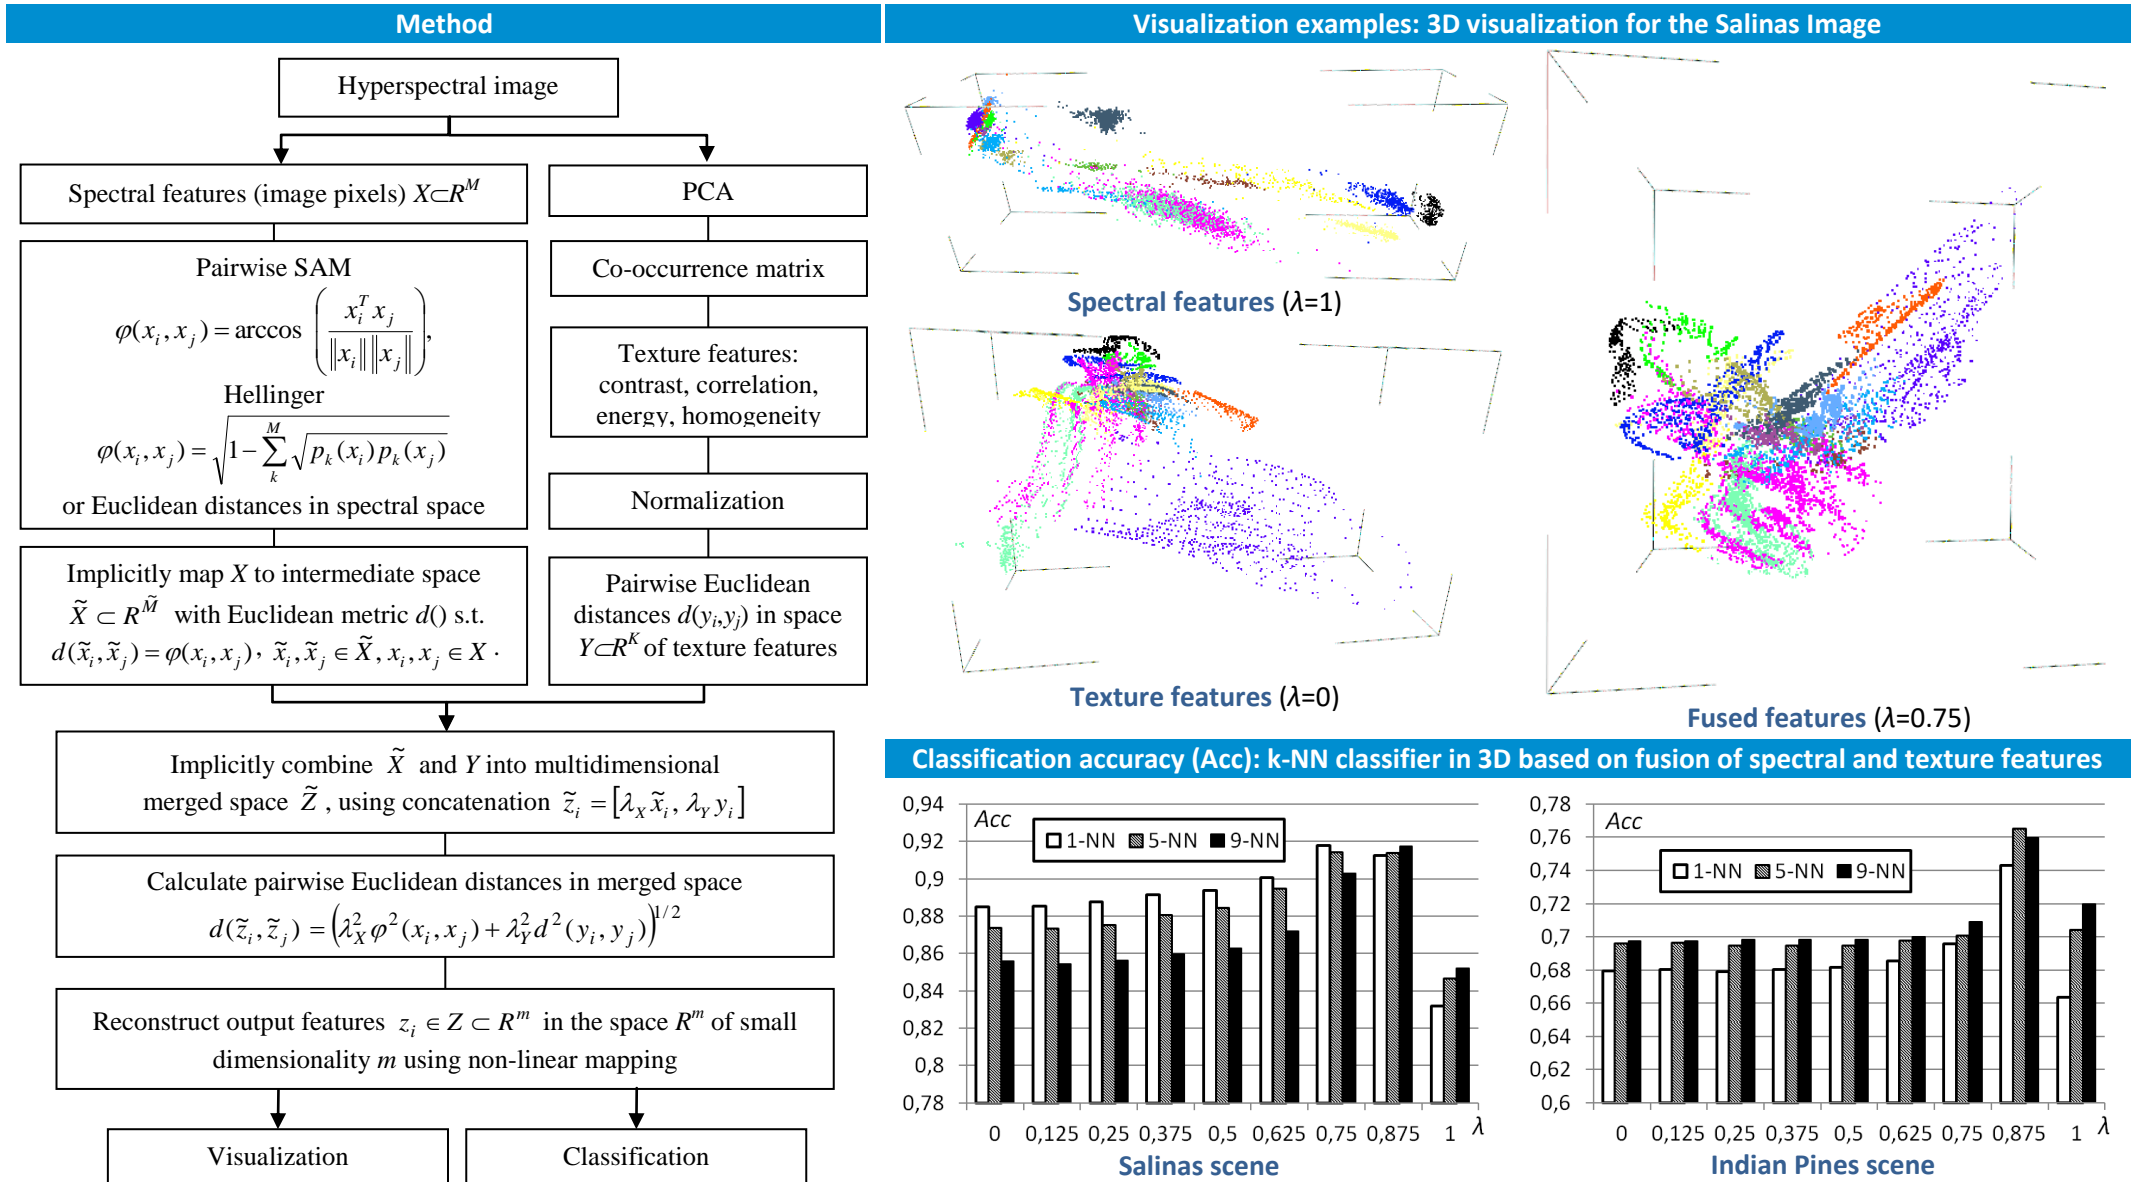 Method
Hyperspectral image
Spectral features (image pixels) X⊂R^M
Pairwise SAM
φ(x_i, x_j) = arccos (x_i^T x_j / ‖x_i‖ ‖x_j‖),
Hellinger
φ(x_i, x_j) = √(1 − ∑_k^M √(p_k(x_i) p_k(x_j)))
or Euclidean distances in spectral space
Implicitly map X to intermediate space
X̃ ⊂ R^M̃ with Euclidean metric d() s.t.
d(x̃_i, x̃_j) = φ(x_i, x_j), x̃_i, x̃_j ∈ X̃, x_i, x_j ∈ X.
PCA
Co-occurrence matrix
Texture features:
contrast, correlation,
energy, homogeneity
Normalization
Pairwise Euclidean
distances d(y_i,y_j) in space
Y⊂R^K of texture features
Implicitly combine X̃ and Y into multidimensional
merged space Z̃, using concatenation z̃_i = [λ_X x̃_i, λ_Y y_i]
Calculate pairwise Euclidean distances in merged space
d(z̃_i, z̃_j) = (λ_X^2 φ^2(x_i, x_j) + λ_Y^2 d^2(y_i, y_j))^1/2
Reconstruct output features z_i ∈ Z ⊂ R^m in the space R^m of small
dimensionality m using non-linear mapping
Visualization
Classification
Visualization examples: 3D visualization for the Salinas Image
Spectral features (λ=1)
Texture features (λ=0)
Fused features (λ=0.75)
Classification accuracy (Acc): k-NN classifier in 3D based on fusion of spectral and texture features
Acc
1-NN 5-NN 9-NN
0,94
0,92
0,9
0,88
0,86
0,84
0,82
0,8
0,78
0 0,125 0,25 0,375 0,5 0,625 0,75 0,875 1 λ
Salinas scene
Acc
1-NN 5-NN 9-NN
0,78
0,76
0,74
0,72
0,7
0,68
0,66
0,64
0,62
0,6
0 0,125 0,25 0,375 0,5 0,625 0,75 0,875 1 λ
Indian Pines scene